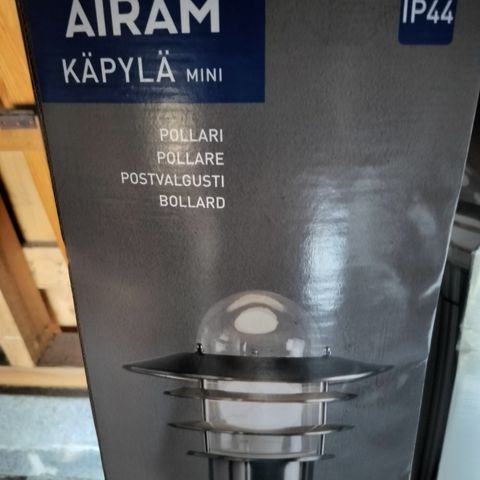 AIRAM
IP44
KÄPYLÄ MINI
POLLARI
POLLARE
POSTVALGUSTI
BOLLARD